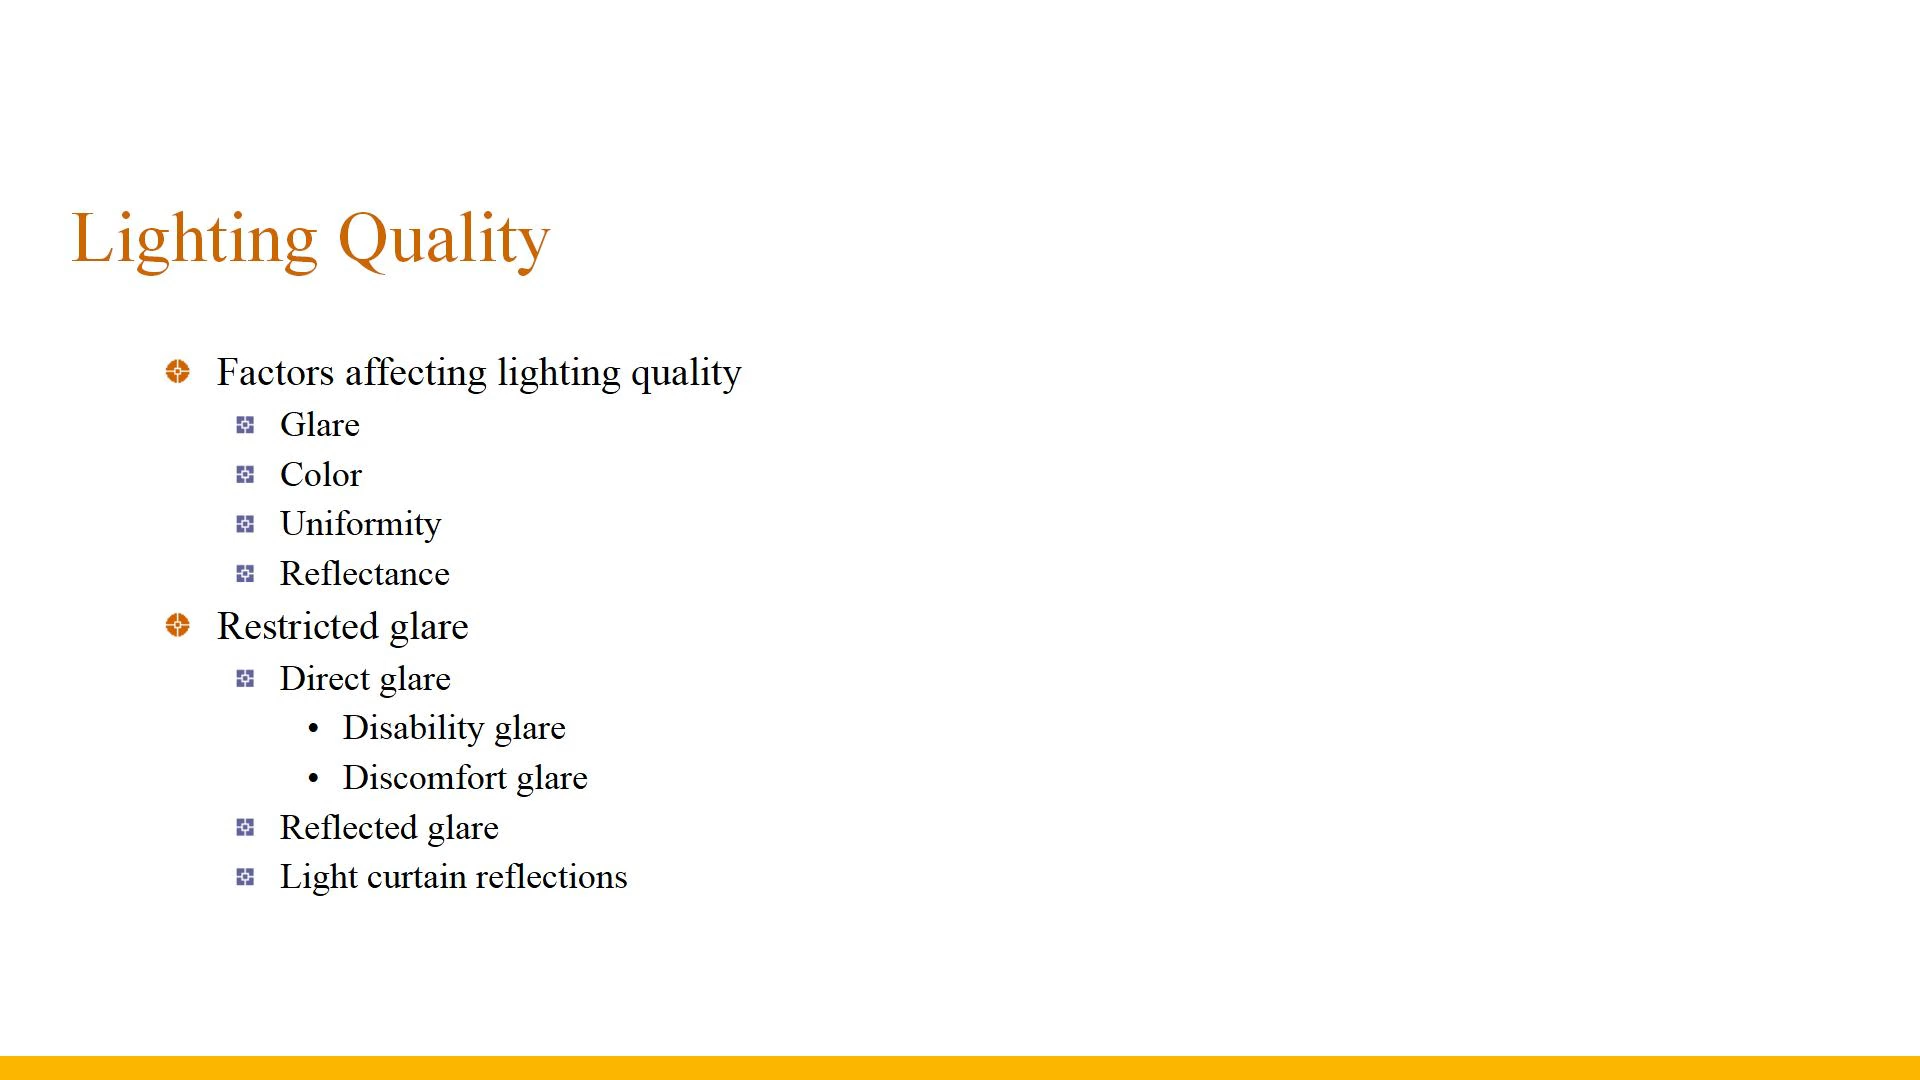 Lighting Quality
Factors affecting lighting quality
Glare
Color
Uniformity
Reflectance
Restricted glare
Direct glare
• Disability glare
• Discomfort glare
Reflected glare
Light curtain reflections